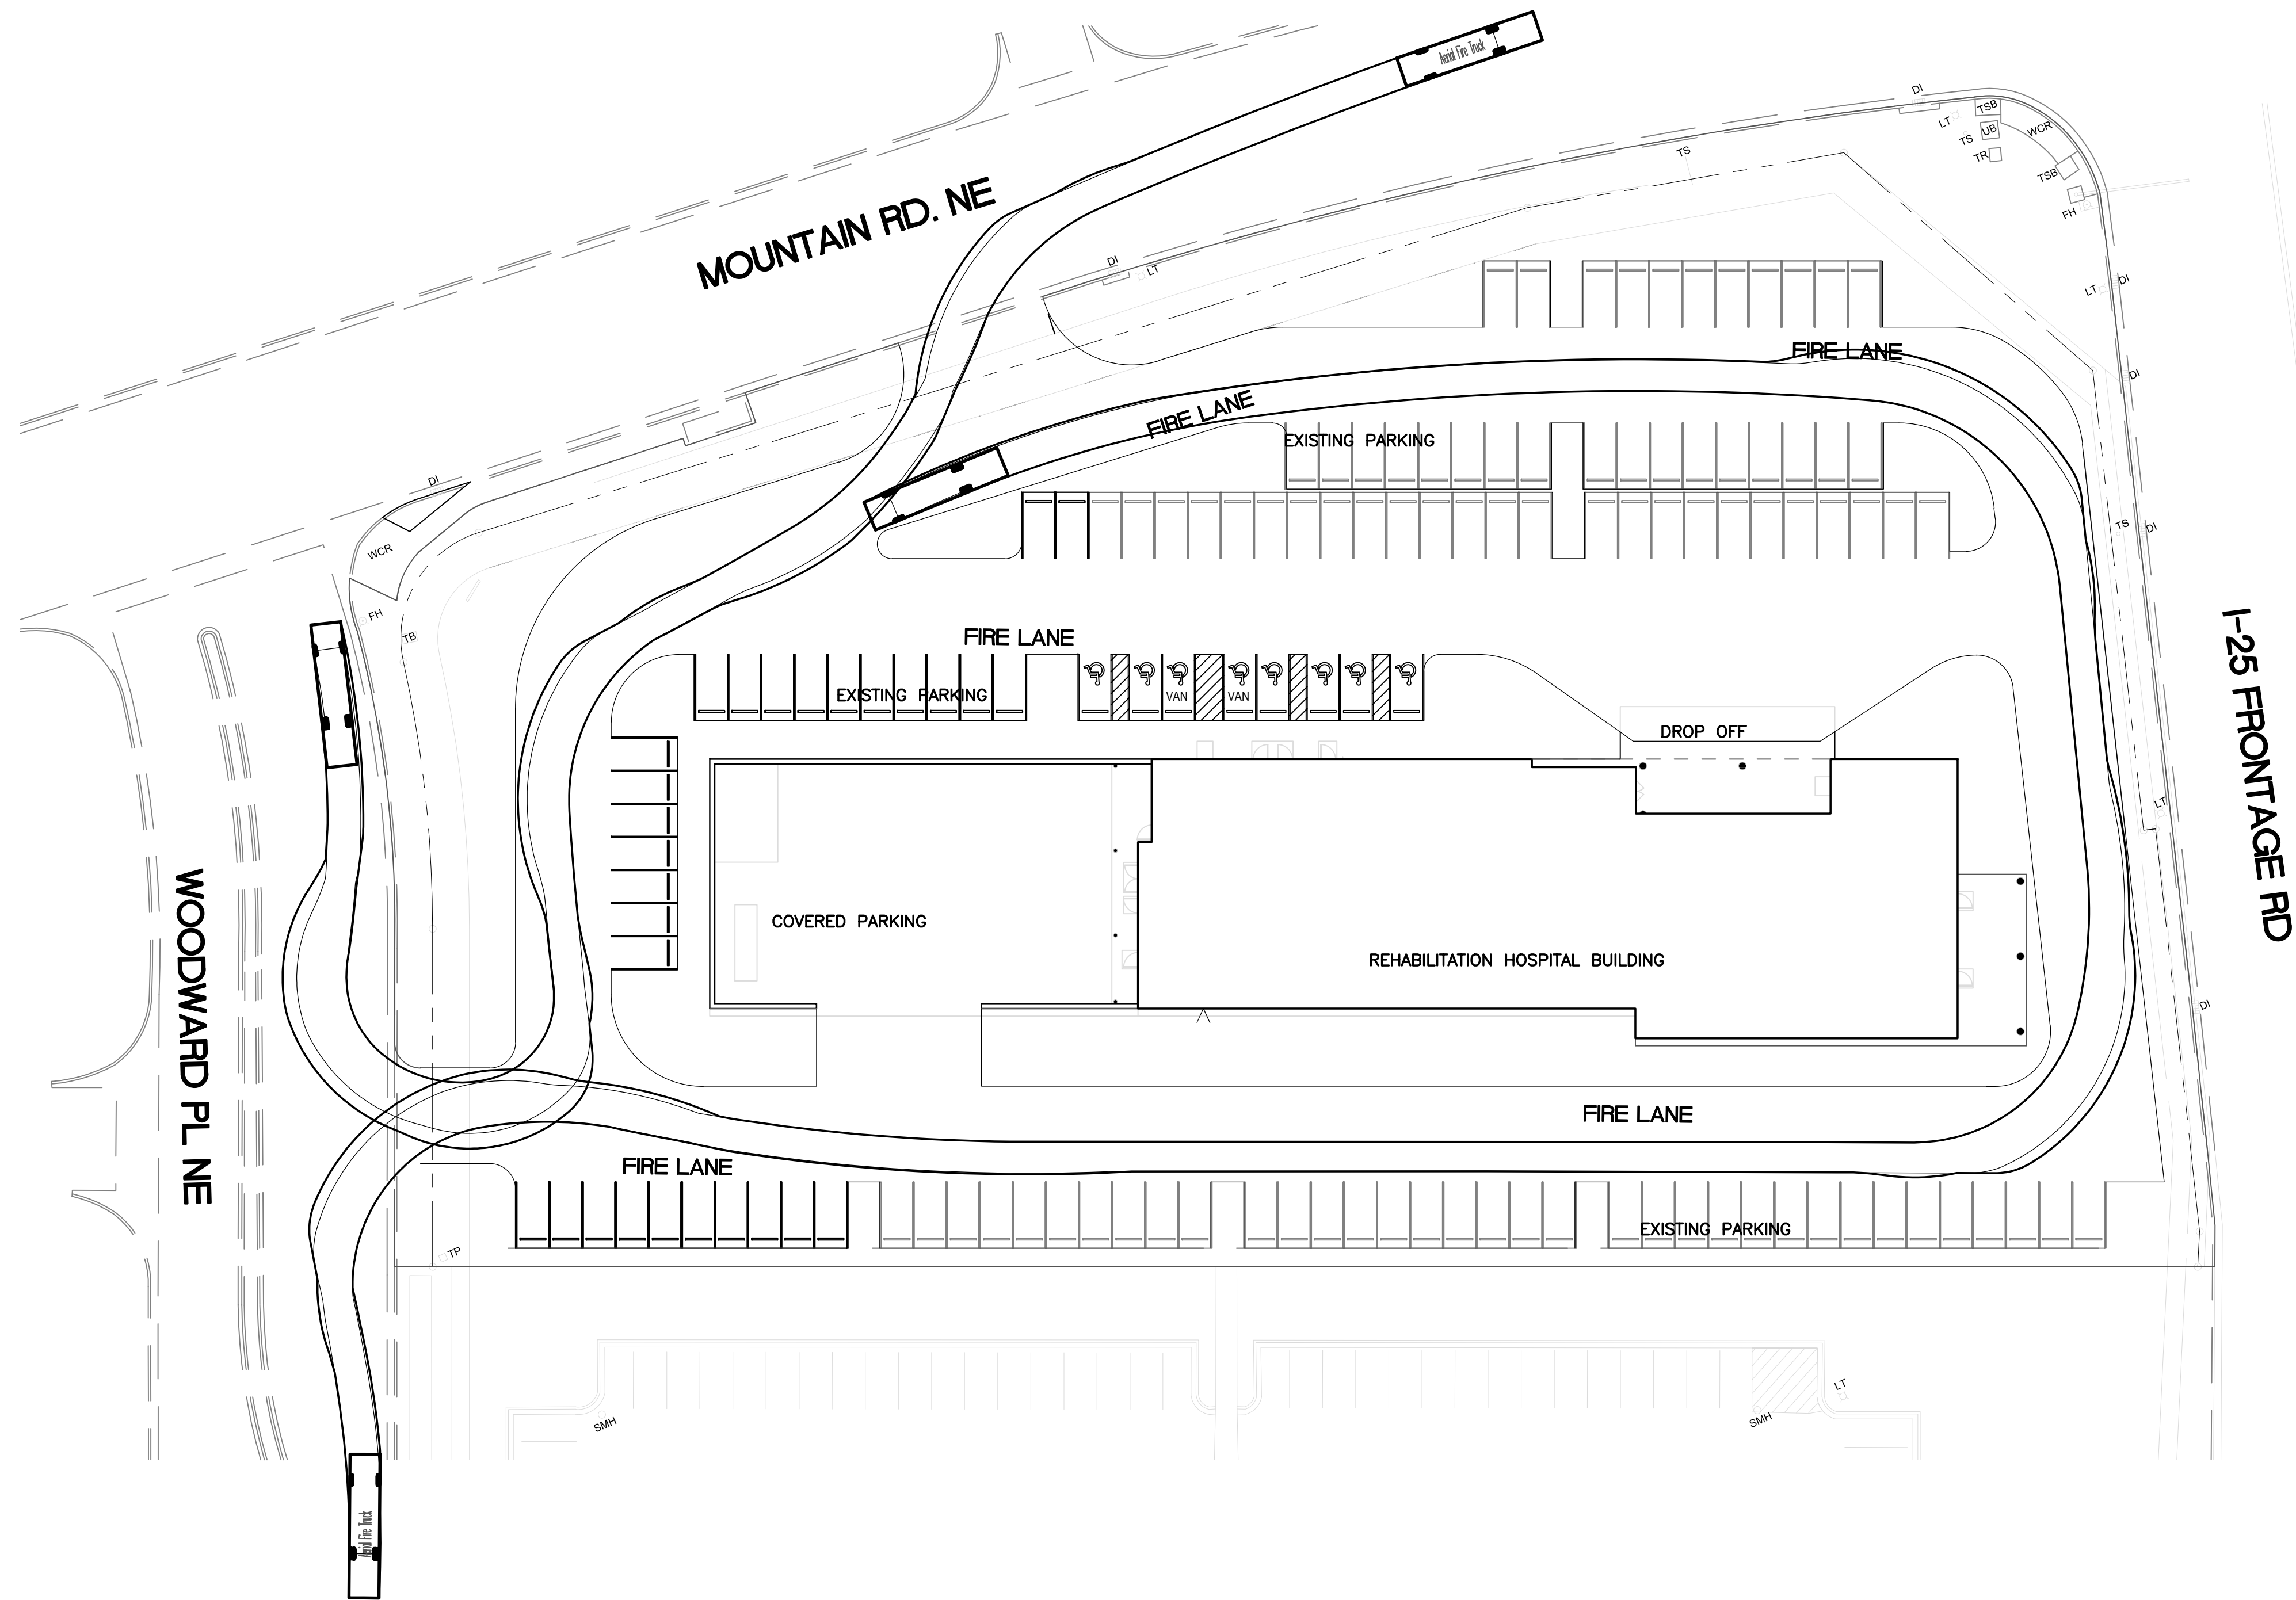 Aerial Fire Truck
DI
TSB
LT
UB
WCR
TS
TR
TS
TSB
MOUNTAIN RD. NE
FH
DI
LT
DI
LT
FIRE LANE
DI
FIRE LANE
EXISTING PARKING
DI
TS
DI
WCR
FH
TB
FIRE LANE
I-25 FRONTAGE RD
EXISTING PARKING
VAN
VAN
DROP OFF
LT
COVERED PARKING
REHABILITATION HOSPITAL BUILDING
DI
WOODWARD PL NE
FIRE LANE
FIRE LANE
EXISTING PARKING
TP
LT
SMH
SMH
Aerial Fire Truck